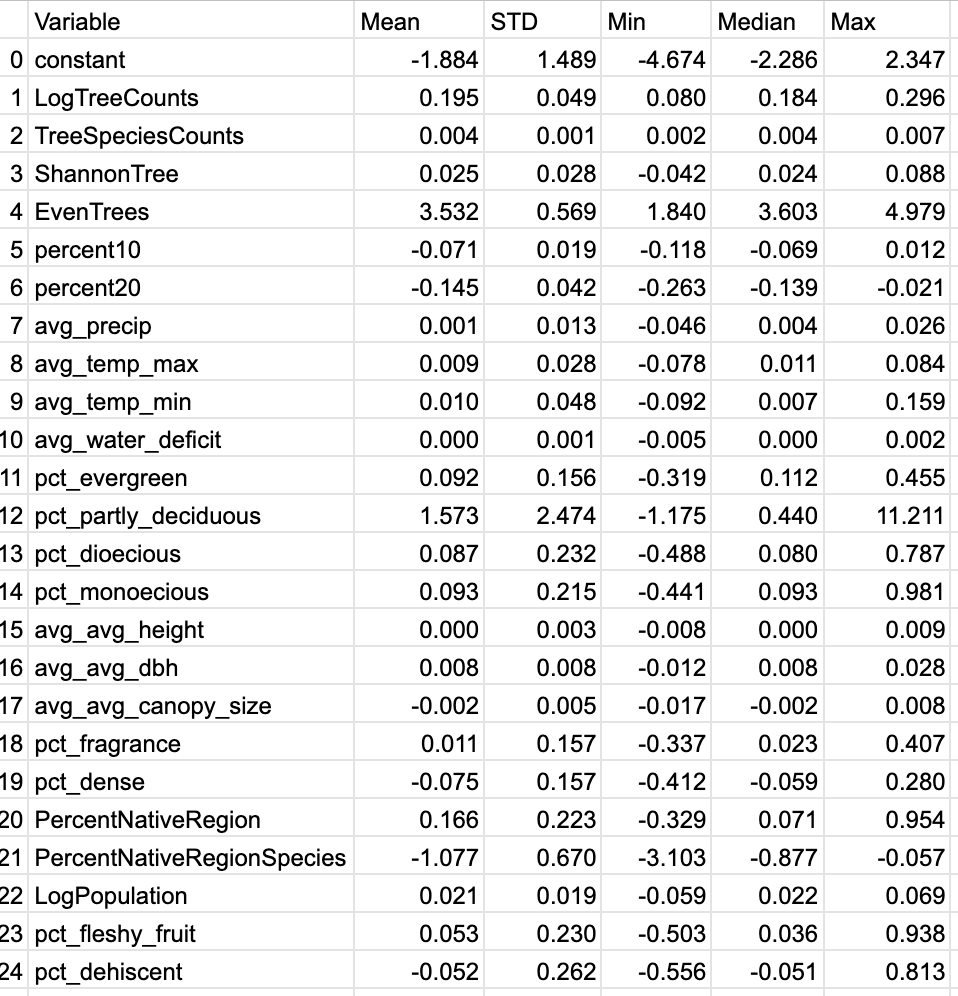 Variable Mean STD Min Median Max
0 constant -1.884 1.489 -4.674 -2.286 2.347
1 LogTreeCounts 0.195 0.049 0.080 0.184 0.296
2 TreeSpeciesCounts 0.004 0.001 0.002 0.004 0.007
3 ShannonTree 0.025 0.028 -0.042 0.024 0.088
4 EvenTrees 3.532 0.569 1.840 3.603 4.979
5 percent10 -0.071 0.019 -0.118 -0.069 0.012
6 percent20 -0.145 0.042 -0.263 -0.139 -0.021
7 avg_precip 0.001 0.013 -0.046 0.004 0.026
8 avg_temp_max 0.009 0.028 -0.078 0.011 0.084
9 avg_temp_min 0.010 0.048 -0.092 0.007 0.159
10 avg_water_deficit 0.000 0.001 -0.005 0.000 0.002
11 pct_evergreen 0.092 0.156 -0.319 0.112 0.455
12 pct_partly_deciduous 1.573 2.474 -1.175 0.440 11.211
13 pct_dioecious 0.087 0.232 -0.488 0.080 0.787
14 pct_monoecious 0.093 0.215 -0.441 0.093 0.981
15 avg_avg_height 0.000 0.003 -0.008 0.000 0.009
16 avg_avg_dbh 0.008 0.008 -0.012 0.008 0.028
17 avg_avg_canopy_size -0.002 0.005 -0.017 -0.002 0.008
18 pct_fragrance 0.011 0.157 -0.337 0.023 0.407
19 pct_dense -0.075 0.157 -0.412 -0.059 0.280
20 PercentNativeRegion 0.166 0.223 -0.329 0.071 0.954
21 PercentNativeRegionSpecies -1.077 0.670 -3.103 -0.877 -0.057
22 LogPopulation 0.021 0.019 -0.059 0.022 0.069
23 pct_fleshy_fruit 0.053 0.230 -0.503 0.036 0.938
24 pct_dehiscent -0.052 0.262 -0.556 -0.051 0.813